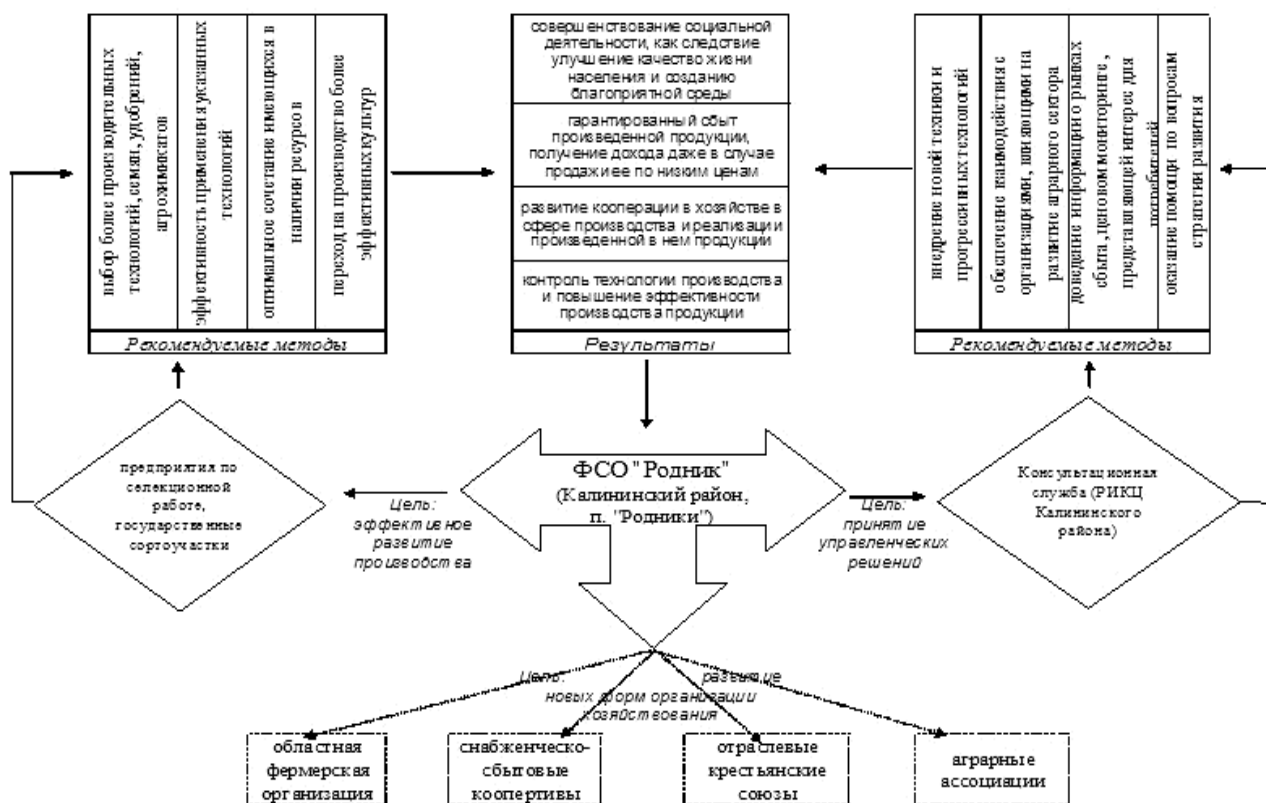 выбор более производительных
технологий, семян, удобрений,
агрохимикатов
эффективность применения указанных
технологий
оптимальное сочетание имеющихся в
наличии ресурсов в
переход на производство более
эффективных культур
Рекомендуемые методы
совершенствование социальной
деятельности, как следствие
улучшение качество жизни
населения и созданию
благоприятной среды
гарантированный сбыт
произведенной продукции,
получение дохода даже в случае
продажи ее по низким ценам
развитие кооперации в хозяйстве в
сфере производства и реализации
произведенной в нем продукции
контроль технологии производства
и повышение эффективности
производства продукции
Результаты
внедрение новой техники и
прогрессивных технологий
обеспечение взаимодействия с
организациями, влияющими на
развитие аграрного сектора
доведение информации о рынках
сбыта, ценовом мониторинге,
представляющей интерес для
потребителей
оказание помощи по вопросам
стратегии развития
Рекомендуемые методы
предприятия по
селекционной
работе,
государственные
сортоучастки
Цель:
эффективное
развитие
производства
ФСО "Родник"
(Калининский район,
п. "Родники")
Цель:
принятие
управленческих
решений
Консультационная
служба (РИКЦ
Калининского
района)
Цель: развитие
новых форм организации
хозяйствования
областная
фермерская
организация
снабженческо-
сбытовые
коопертивы
отраслевые
крестьянские
союзы
аграрные
ассоциации